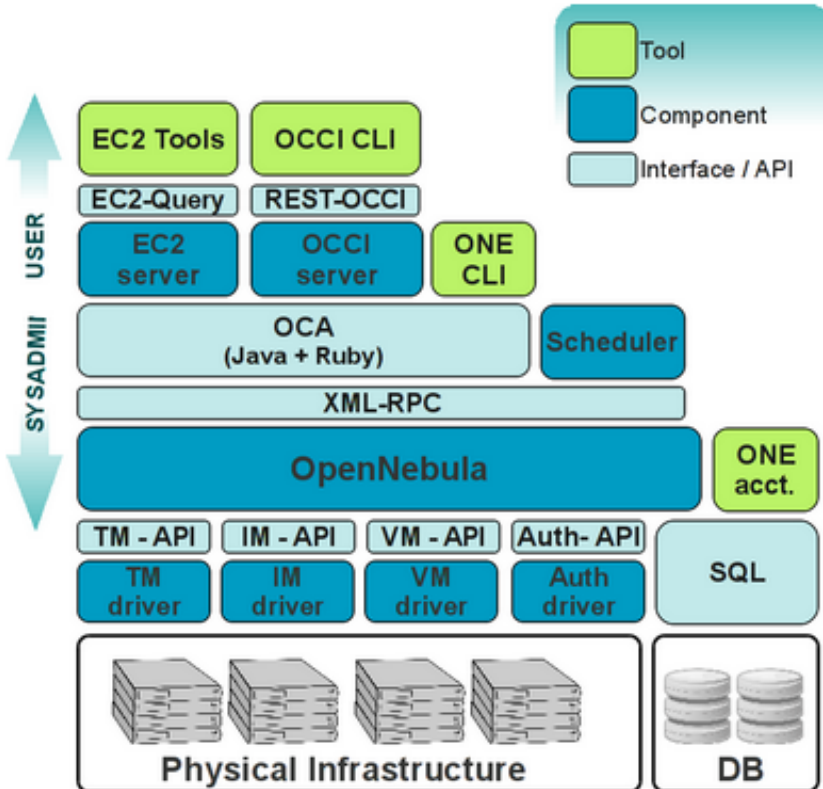 Tool
Component
Interface / API
EC2 Tools
OCCI CLI
EC2-Query
REST-OCCI
EC2
server
OCCI
server
ONE
CLI
USER
SYSADMII
OCA
(Java + Ruby)
Scheduler
XML-RPC
OpenNebula
ONE
acct.
TM - API
IM - API
VM - API
Auth- API
TM
driver
IM
driver
VM
driver
Auth
driver
SQL
Physical Infrastructure
DB